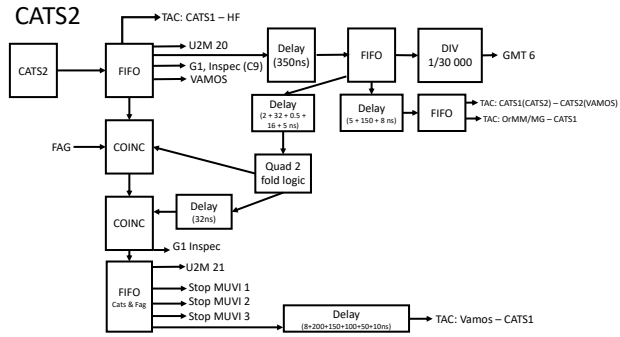 CATS2
TAC: CATS1 – HF
CATS2
FIFO
U2M 20
G1, Inspec (C9)
VAMOS
Delay
(350ns)
FIFO
DIV
1/30 000
GMT 6
Delay
(2 + 32 + 0.5 +
16 + 5 ns)
Delay
(5 + 150 + 8 ns)
FIFO
TAC: CATS1(CATS2) – CATS2(VAMOS)
TAC: OrMM/MG – CATS1
FAG
COINC
Quad 2
fold logic
COINC
Delay
(32ns)
G1 Inspec
FIFO
Cats & Fag
U2M 21
Stop MUVI 1
Stop MUVI 2
Stop MUVI 3
Delay
(8+200+150+100+50+10ns)
TAC: Vamos – CATS1